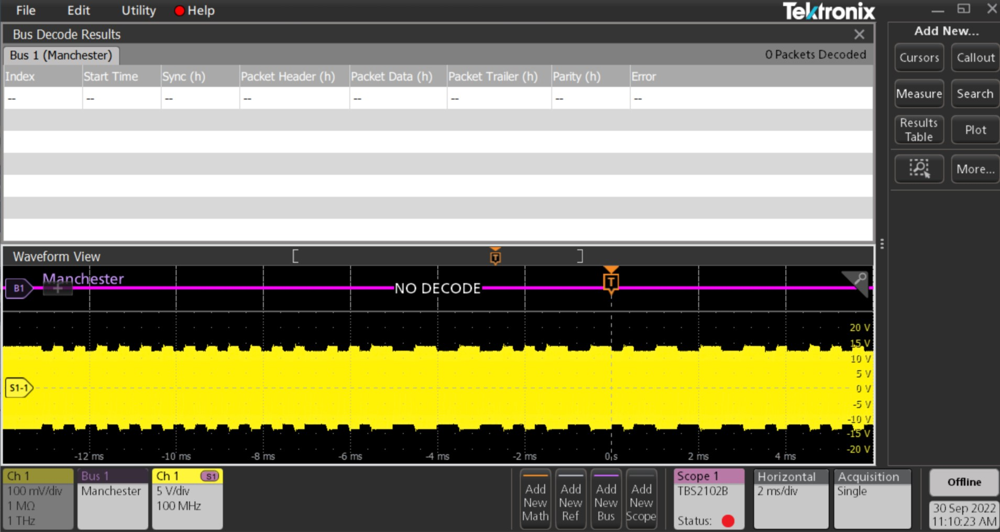 File Edit Utility Help
Tektronix
Bus Decode Results
Bus 1 (Manchester)
0 Packets Decoded
Index Start Time Sync (h) Packet Header (h) Packet Data (h) Packet Trailer (h) Parity (h) Error
-- -- -- -- -- -- -- --
Waveform View
T
Manchester
B1
NO DECODE
T
20 V
15 V
10 V
5 V
S1-1
0 V
-5 V
-10 V
-15 V
-20 V
-12 ms -10 ms -8 ms -6 ms -4 ms -2 ms 0 s 2 ms 4 ms
Add New...
Cursors Callout
Measure Search
Results
Table
Plot
More...
Ch 1
100 mV/div
1 MΩ
1 THz
Bus 1
Manchester
Ch 1 S1
5 V/div
100 MHz
Add
New
Math
Add
New
Ref
Add
New
Bus
Add
New
Scope
Scope 1
TBS2102B
Status:
Horizontal
2 ms/div
Acquisition
Single
Offline
30 Sep 2022
11:10:23 AM